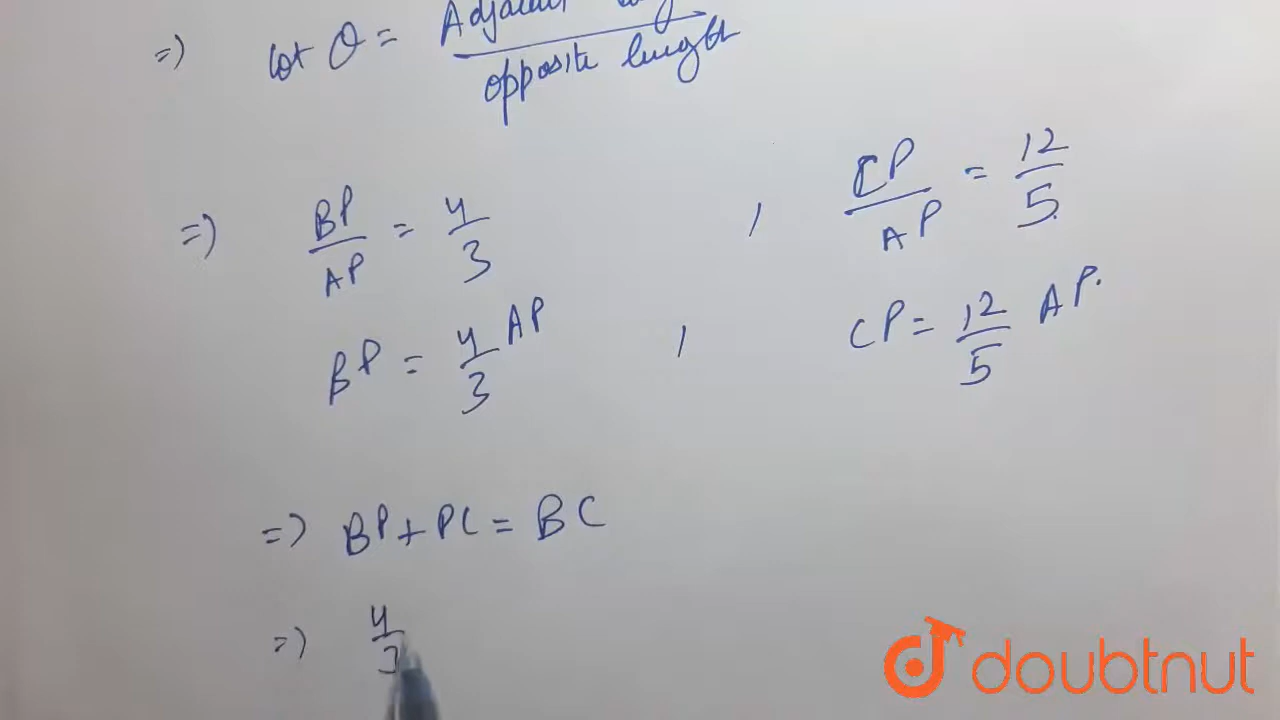 =) Cot θ = Adjacent / opposite length
=) BP/AP = 4/3 , CP/AP = 12/5
BP = 4/3 AP , CP = 12/5 AP.
=) BP + PC = BC
=) 4/3
doubtnut